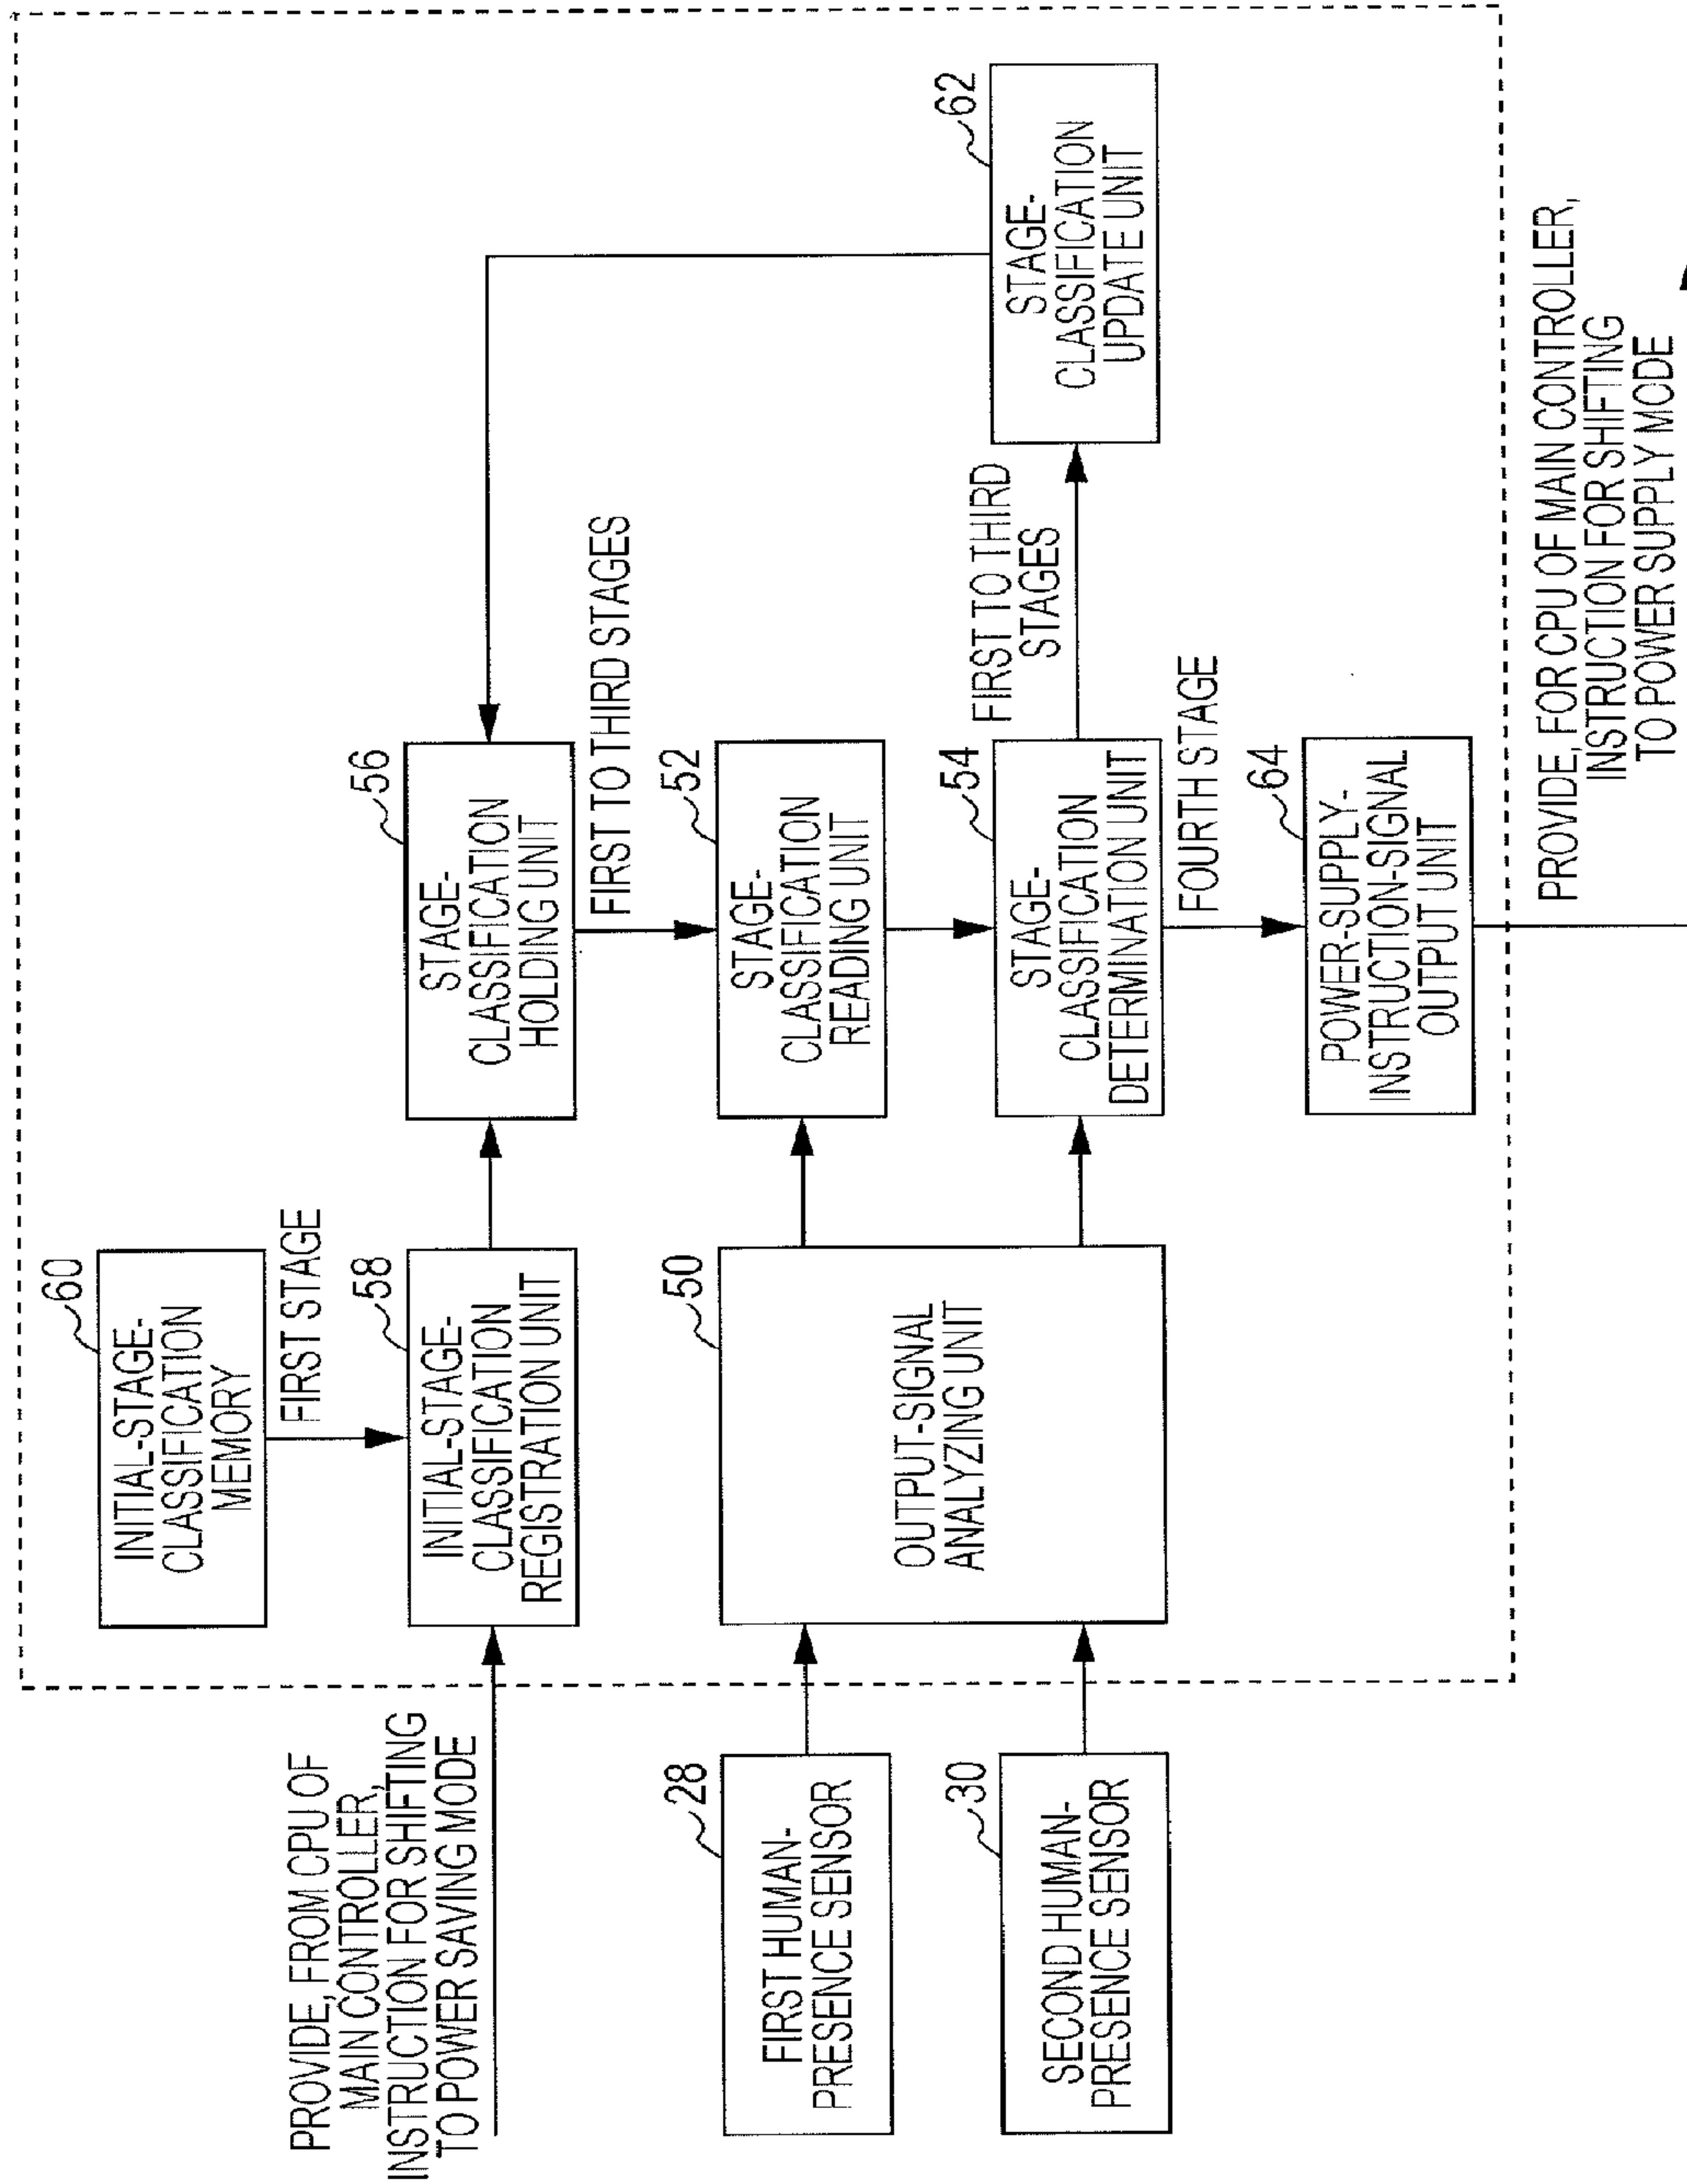 PROVIDE, FROM CPU OF
MAIN CONTROLLER,
INSTRUCTION FOR SHIFTING
TO POWER SAVING MODE
60
INITIAL-STAGE-
CLASSIFICATION
MEMORY
FIRST STAGE
58
INITIAL-STAGE-
CLASSIFICATION
REGISTRATION UNIT
56
STAGE-
CLASSIFICATION
HOLDING UNIT
FIRST TO THIRD STAGES
28
FIRST HUMAN-
PRESENCE SENSOR
30
SECOND HUMAN-
PRESENCE SENSOR
50
OUTPUT-SIGNAL
ANALYZING UNIT
52
STAGE-
CLASSIFICATION
READING UNIT
54
STAGE-
CLASSIFICATION
DETERMINATION UNIT
FIRST TO THIRD
STAGES
62
STAGE-
CLASSIFICATION
UPDATE UNIT
FOURTH STAGE
64
POWER-SUPPLY-
INSTRUCTION-SIGNAL
OUTPUT UNIT
PROVIDE, FOR CPU OF MAIN CONTROLLER,
INSTRUCTION FOR SHIFTING
TO POWER SUPPLY MODE